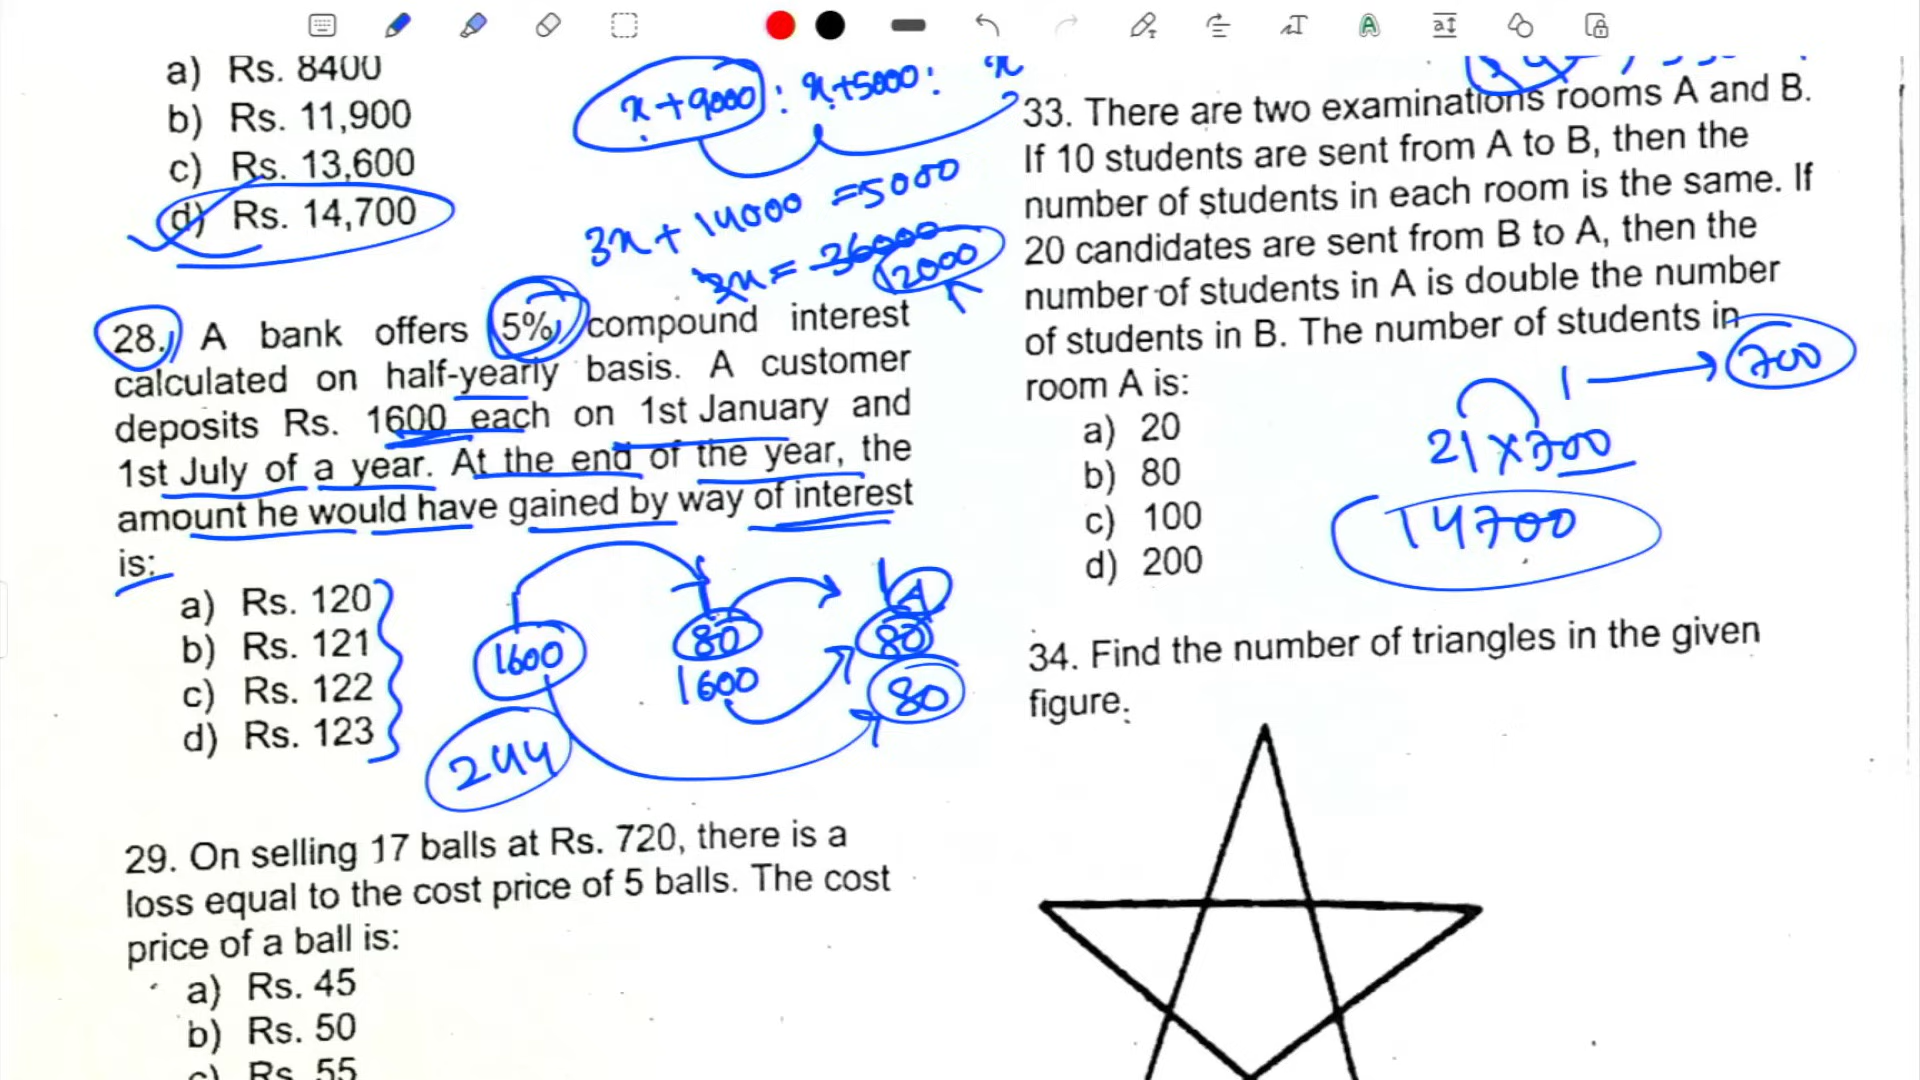 a) Rs. 8400
b) Rs. 11,900
c) Rs. 13,600
d) Rs. 14,700
x+9000 : x+5000 : x
3x + 14000 = 5000
3x = 36000
12000
28. A bank offers 5% compound interest
calculated on half-yearly basis. A customer
deposits Rs. 1600 each on 1st January and
1st July of a year. At the end of the year, the
amount he would have gained by way of interest
is:
a) Rs. 120
b) Rs. 121
c) Rs. 122
d) Rs. 123
1600
80
1600
4
80
80
244
29. On selling 17 balls at Rs. 720, there is a
loss equal to the cost price of 5 balls. The cost
price of a ball is:
a) Rs. 45
b) Rs. 50
c) Rs. 55
33. There are two examinations rooms A and B.
If 10 students are sent from A to B, then the
number of students in each room is the same. If
20 candidates are sent from B to A, then the
number of students in A is double the number
of students in B. The number of students in
room A is:
a) 20
b) 80
c) 100
d) 200
1 → 700
21 × 700
14700
34. Find the number of triangles in the given
figure.